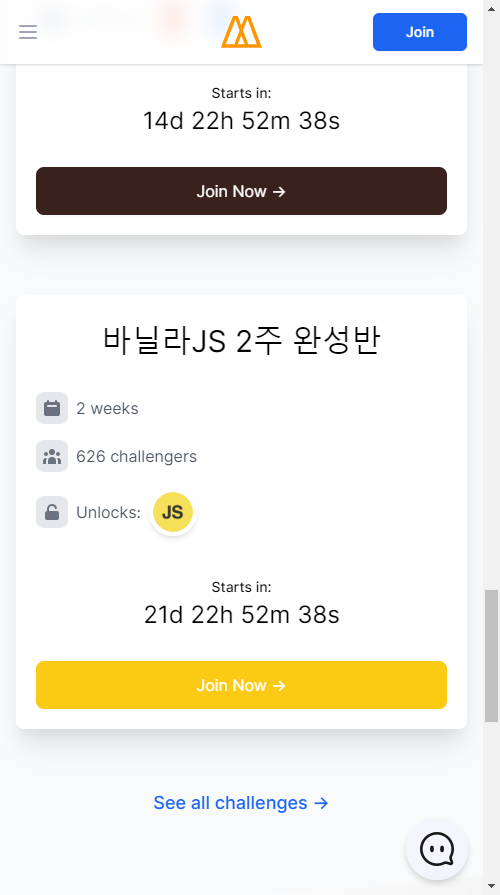 Join
Starts in:
14d 22h 52m 38s
Join Now →
바닐라JS 2주 완성반
2 weeks
626 challengers
Unlocks: JS
Starts in:
21d 22h 52m 38s
Join Now →
See all challenges →